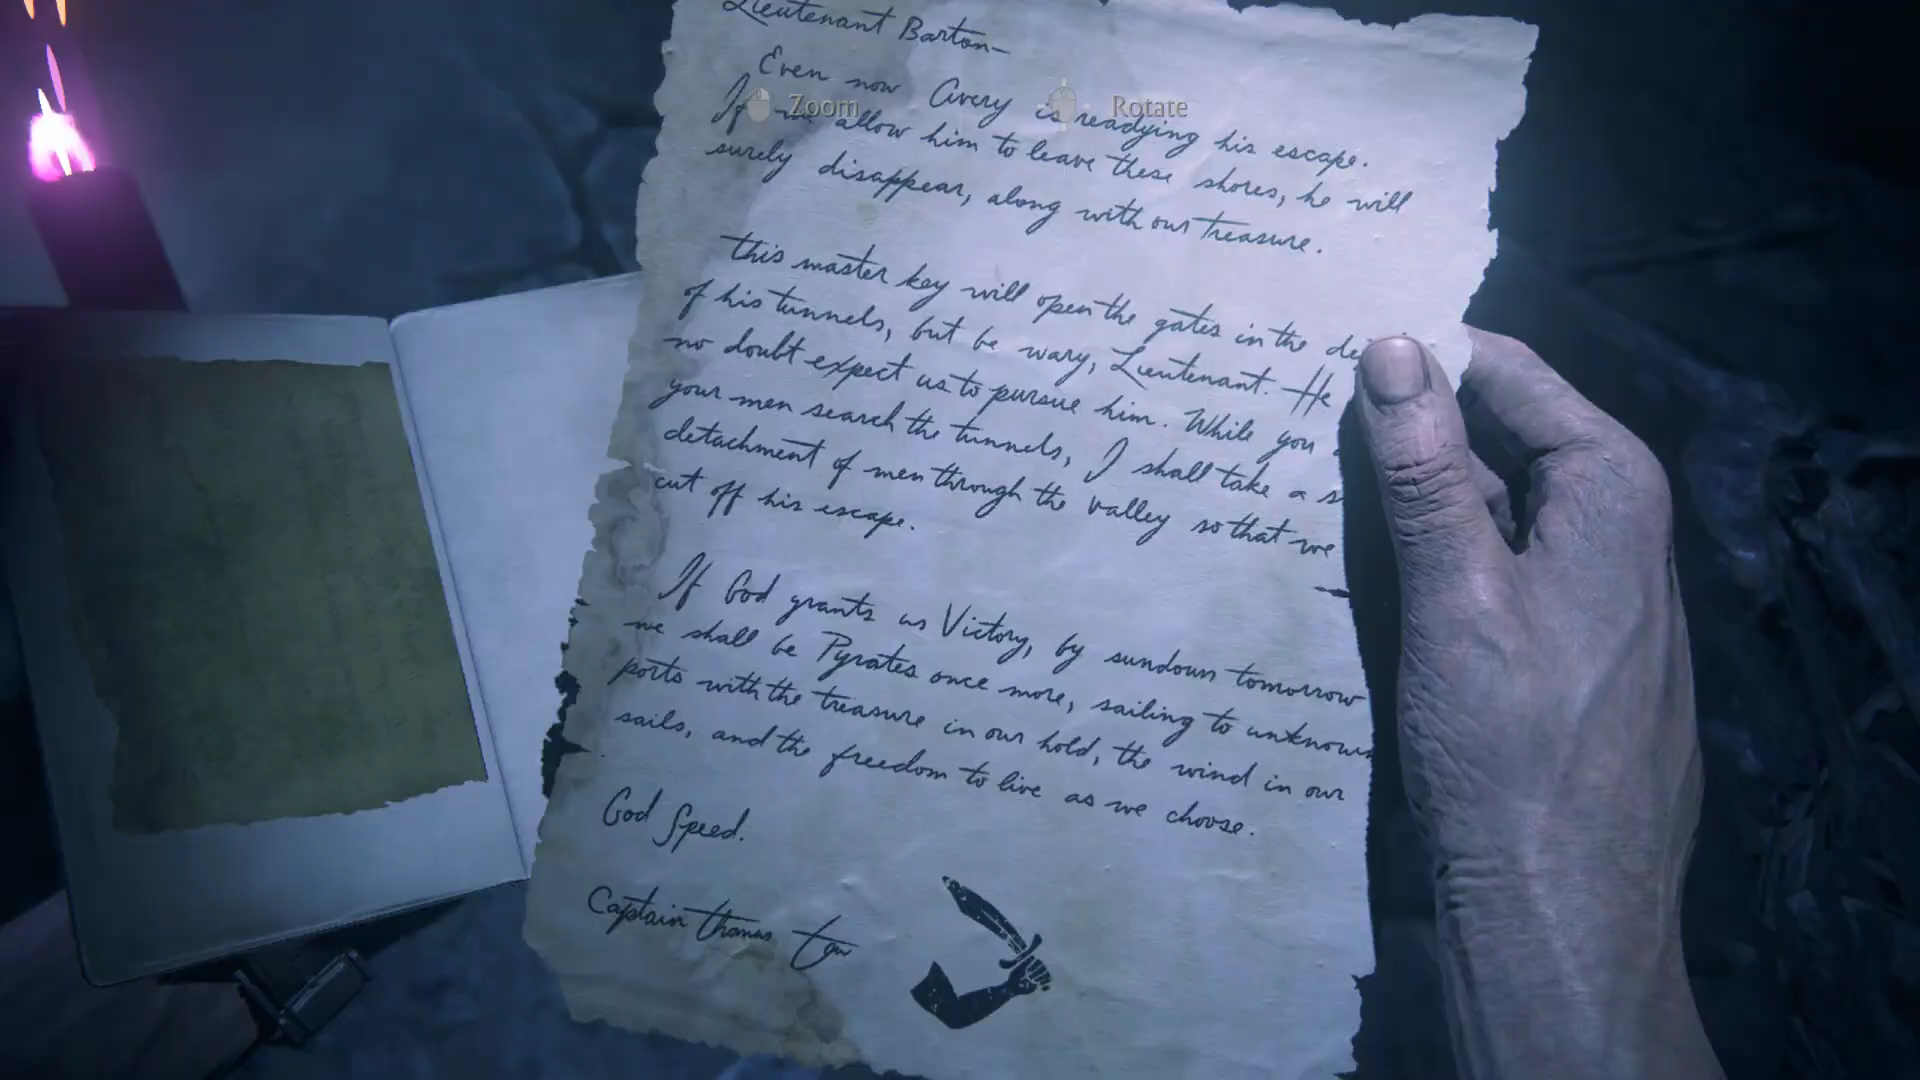 Lieutenant Barton-
Even now Avery is readying his escape.
If we allow him to leave these shores, he will
surely disappear, along with our treasure.
This master key will open the gates in the
of his tunnels, but be wary, Lieutenant. He
no doubt expect us to pursue him. While you
your men search the tunnels, I shall take a
detachment of men through the valley so that we
cut off his escape.
If God grants us Victory, by sundown tomorrow
we shall be Pyrates once more, sailing to unknown
ports with the treasure in our hold, the wind in our
sails, and the freedom to live as we choose.
God Speed.
Captain Thomas Tew
Zoom
Rotate